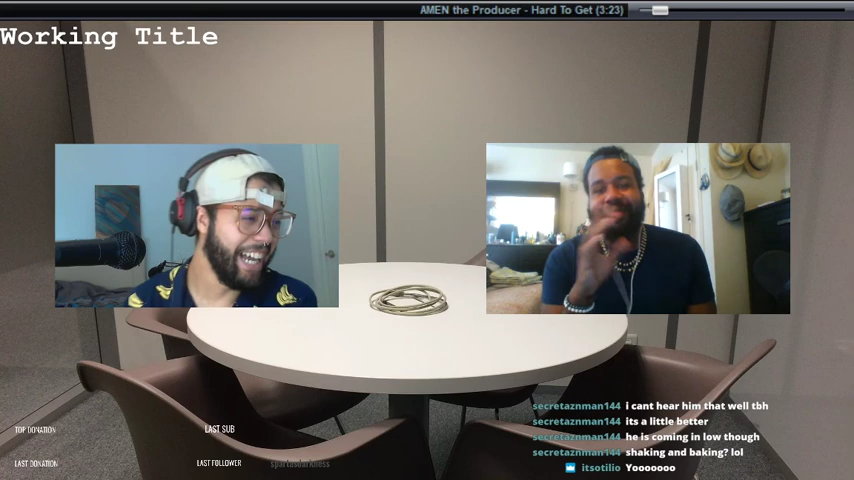 AMEN the Producer - Hard To Get (3:23)
Working Title
secretaznman144 i cant hear him that well tbh
secretaznman144 its a little better
secretaznman144 he is coming in low though
secretaznman144 shaking and baking? lol
itsotilio Yooooooo
TOP DONATION
LAST SUB
LAST DONATION
LAST FOLLOWER spartasdarkness